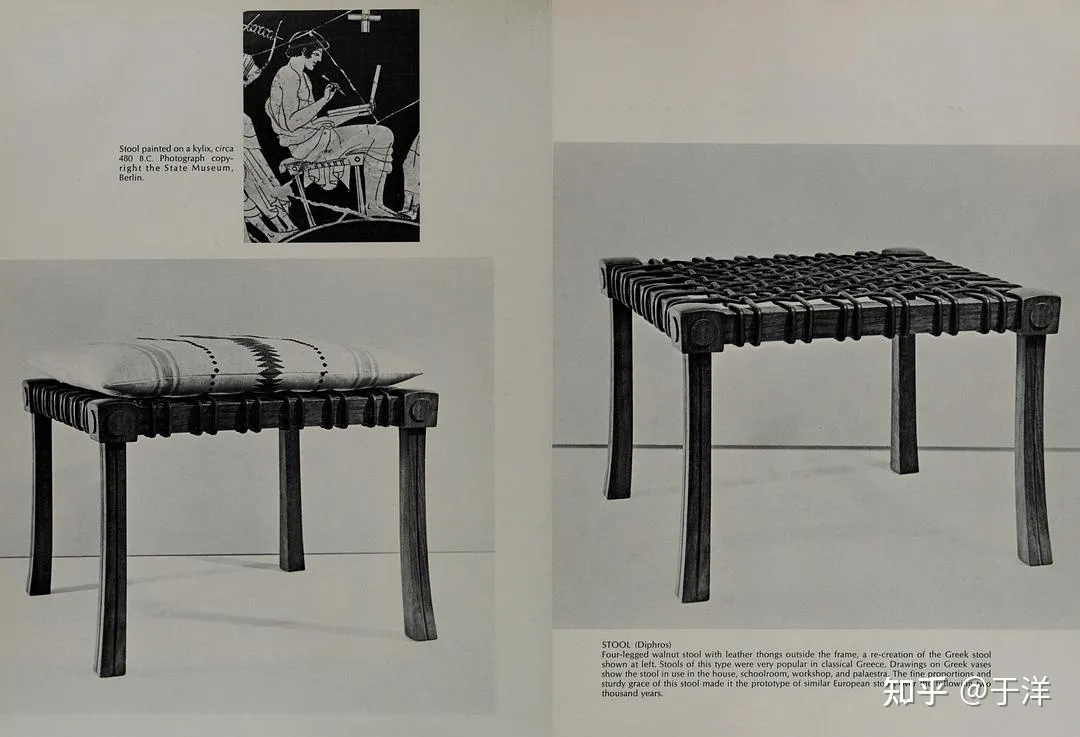 Stool painted on a kylix, circa
480 B.C. Photograph copy-
right the State Museum,
Berlin.
STOOL (Diphros)
Four-legged walnut stool with leather thongs outside the frame, a re-creation of the Greek stool
shown at left. Stools of this type were very popular in classical Greece. Drawings on Greek vases
show the stool in use in the house, schoolroom, workshop, and palaestra. The fine proportions and
sturdy grace of this stool made it the prototype of similar European following two
thousand years.
知乎 @于洋